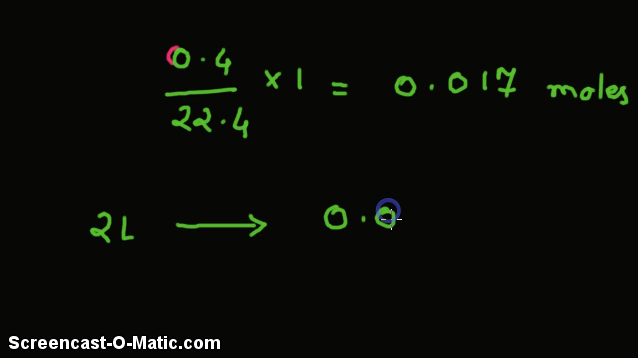 0.4
22.4 × 1 = 0.017 moles
2L → 0.0
Screencast-O-Matic.com